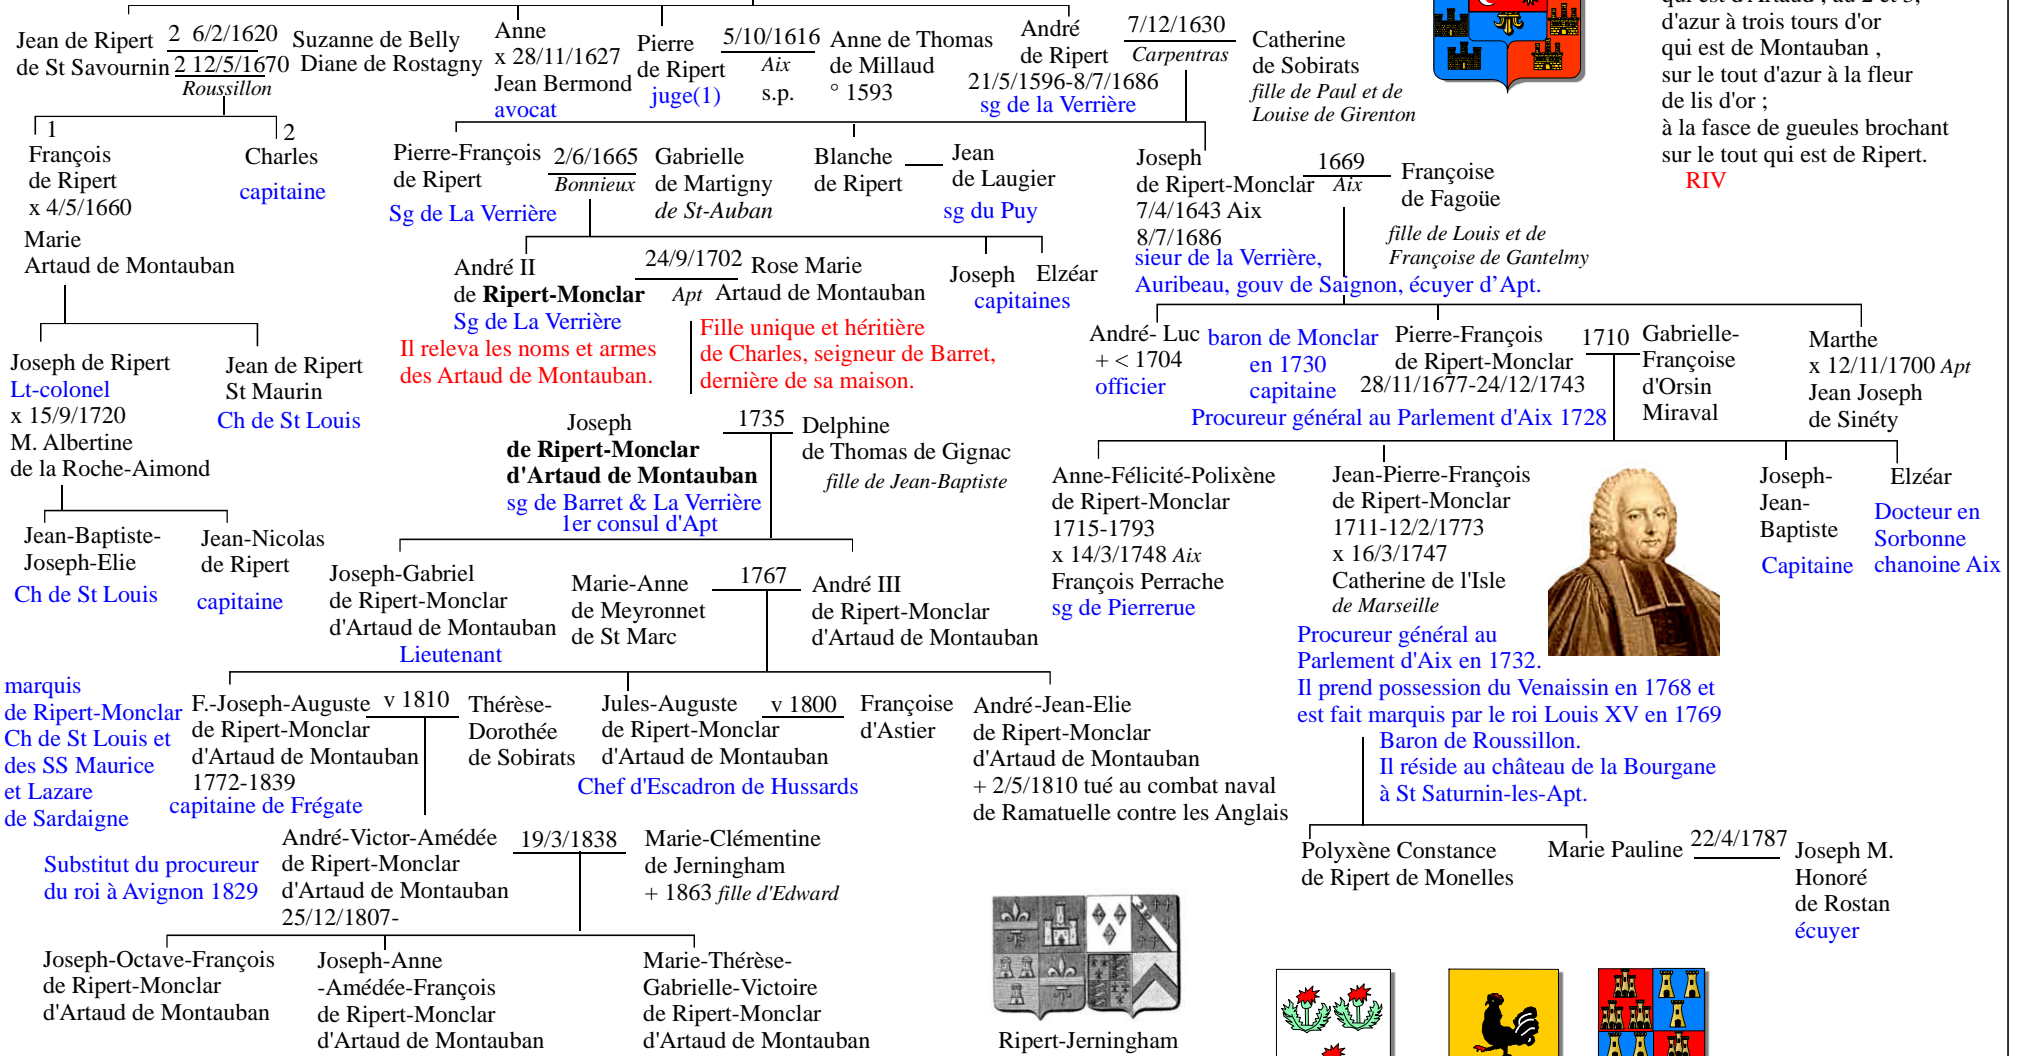 Jean de Ripert
de St Savournin
2 6/2/1620
2 12/5/1670
Roussillon
Suzanne de Belly
Diane de Rostagny
Anne
x 28/11/1627
Jean Bermond
avocat
Pierre
de Ripert
juge(1)
5/10/1616
Aix
s.p.
Anne de Thomas
de Millaud
° 1593
André
de Ripert
21/5/1596-8/7/1686
sg de la Verrière
7/12/1630
Carpentras
Catherine
de Sobirats
fille de Paul et de
Louise de Girenton
d'azur à trois tours d'or
qui est de Montauban ,
sur le tout d'azur à la fleur
de lis d'or ;
à la fasce de gueules brochant
sur le tout qui est de Ripert.
RIV
1
François
de Ripert
x 4/5/1660
Marie
Artaud de Montauban
2
Charles
capitaine
Pierre-François
de Ripert
Sg de La Verrière
2/6/1665
Bonnieux
Gabrielle
de Martigny
de St-Auban
Blanche
de Ripert
Jean
de Laugier
sg du Puy
Joseph
de Ripert-Monclar
7/4/1643 Aix
8/7/1686
sieur de la Verrière,
Auribeau, gouv de Saignon, écuyer d'Apt.
1669
Aix
Françoise
de Fagoüe
fille de Louis et de
Françoise de Gantelmy
André II
de Ripert-Monclar
Sg de La Verrière
Il releva les noms et armes
des Artaud de Montauban.
24/9/1702
Apt
Rose Marie
Artaud de Montauban
Fille unique et héritière
de Charles, seigneur de Barret,
dernière de sa maison.
Joseph
Elzéar
capitaines
Joseph de Ripert
Lt-colonel
x 15/9/1720
M. Albertine
de la Roche-Aimond
Jean de Ripert
St Maurin
Ch de St Louis
André- Luc
+ < 1704
officier
baron de Monclar
en 1730
capitaine
Pierre-François
de Ripert-Monclar
28/11/1677-24/12/1743
Procureur général au Parlement d'Aix 1728
1710
Gabrielle-
Françoise
d'Orsin
Miraval
Marthe
x 12/11/1700 Apt
Jean Joseph
de Sinéty
Joseph
de Ripert-Monclar
d'Artaud de Montauban
sg de Barret & La Verrière
1er consul d'Apt
1735
Delphine
de Thomas de Gignac
fille de Jean-Baptiste
Anne-Félicité-Polixène
de Ripert-Monclar
1715-1793
x 14/3/1748 Aix
François Perrache
sg de Pierrerue
Jean-Pierre-François
de Ripert-Monclar
1711-12/2/1773
x 16/3/1747
Catherine de l'Isle
de Marseille
Procureur général au
Parlement d'Aix en 1732.
Il prend possession du Venaissin en 1768 et
est fait marquis par le roi Louis XV en 1769
Baron de Roussillon.
Il réside au château de la Bourgane
à St Saturnin-les-Apt.
Joseph-
Jean-
Baptiste
Capitaine
Elzéar
Docteur en
Sorbonne
chanoine Aix
Jean-Baptiste-
Joseph-Elie
Ch de St Louis
Jean-Nicolas
de Ripert
capitaine
Joseph-Gabriel
de Ripert-Monclar
d'Artaud de Montauban
Lieutenant
Marie-Anne
de Meyronnet
de St Marc
1767
André III
de Ripert-Monclar
d'Artaud de Montauban
marquis
de Ripert-Monclar
Ch de St Louis et
des SS Maurice
et Lazare
de Sardaigne
F.-Joseph-Auguste
de Ripert-Monclar
d'Artaud de Montauban
1772-1839
capitaine de Frégate
v 1810
Thérèse-
Dorothée
de Sobirats
Jules-Auguste
de Ripert-Monclar
d'Artaud de Montauban
Chef d'Escadron de Hussards
v 1800
Françoise
d'Astier
André-Jean-Elie
de Ripert-Monclar
d'Artaud de Montauban
+ 2/5/1810 tué au combat naval
de Ramatuelle contre les Anglais
Substitut du procureur
du roi à Avignon 1829
André-Victor-Amédée
de Ripert-Monclar
d'Artaud de Montauban
25/12/1807-
19/3/1838
Marie-Clémentine
de Jerningham
+ 1863 fille d'Edward
Polyxène Constance
de Ripert de Monelles
Marie Pauline
22/4/1787
Joseph M.
Honoré
de Rostan
écuyer
Joseph-Octave-François
de Ripert-Monclar
d'Artaud de Montauban
Joseph-Anne
-Amédée-François
de Ripert-Monclar
d'Artaud de Montauban
Marie-Thérèse-
Gabrielle-Victoire
de Ripert-Monclar
d'Artaud de Montauban
Ripert-Jerningham